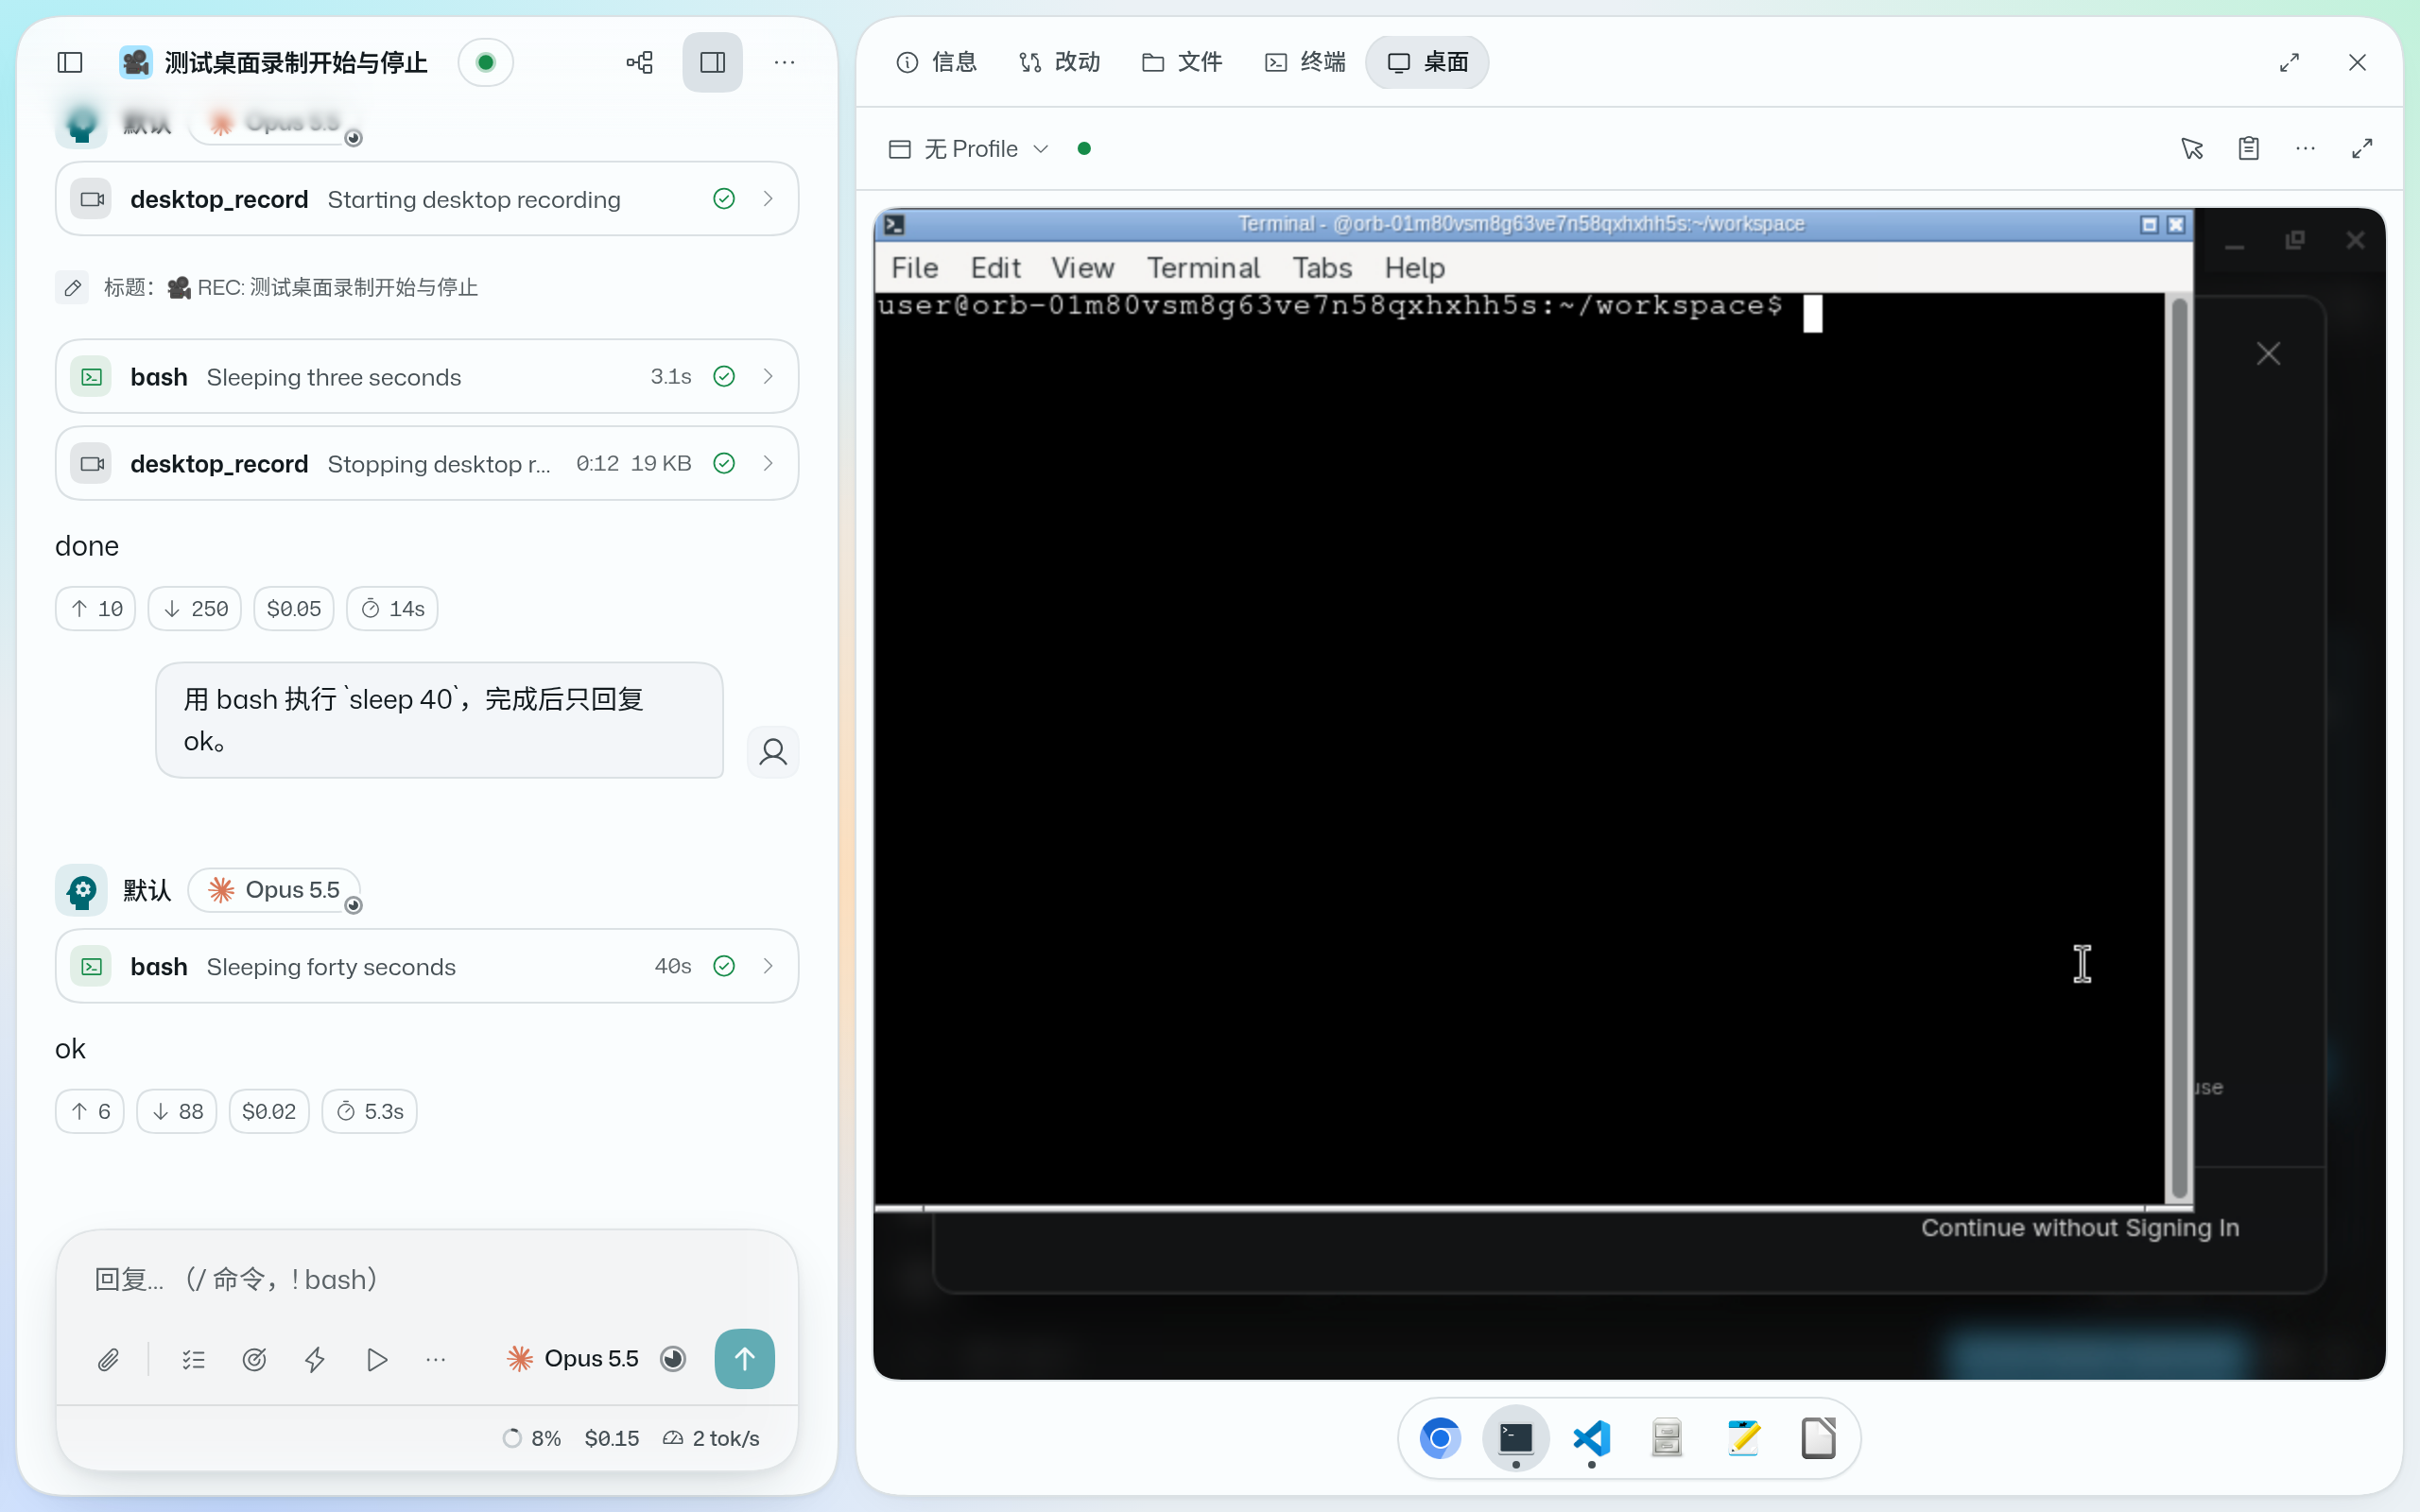 测试桌面录制开始与停止
默认 Opus 5.5
desktop_record Starting desktop recording
标题：🎥 REC: 测试桌面录制开始与停止
bash Sleeping three seconds 3.1s
desktop_record Stopping desktop r... 0:12 19 KB
done
↑ 10 ↓ 250 $0.05 14s
用 bash 执行 `sleep 40`，完成后只回复
ok。
默认 Opus 5.5
bash Sleeping forty seconds 40s
ok
↑ 6 ↓ 88 $0.02 5.3s
回复... （/ 命令，! bash）
Opus 5.5
8% $0.15 2 tok/s
信息 改动 文件 终端 桌面
无 Profile
Terminal - @orb-01m80vsm8g63ve7n58qxhxhh5s:~/workspace
File Edit View Terminal Tabs Help
user@orb-01m80vsm8g63ve7n58qxhxhh5s:~/workspace$
use
Continue without Signing In